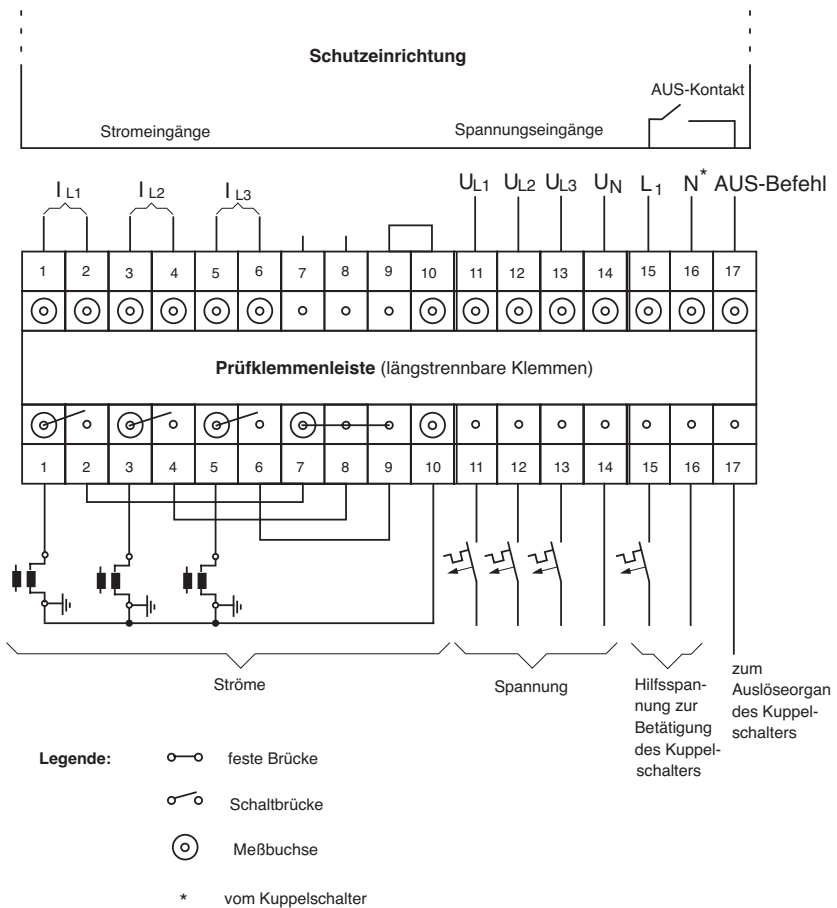 Schutzeinrichtung
AUS-Kontakt
Stromeingänge
Spannungseingänge
I L1
I L2
I L3
UL1
UL2
UL3
UN
L1
N*
AUS-Befehl
1 2 3 4 5 6 7 8 9 10 11 12 13 14 15 16 17
Prüfklemmenleiste (längstrennbare Klemmen)
1 2 3 4 5 6 7 8 9 10 11 12 13 14 15 16 17
Ströme
Spannung
Hilfsspan-
nung zur
Betätigung
des Kuppel-
schalters
zum
Auslöseorgan
des Kuppel-
schalters
Legende:
feste Brücke
Schaltbrücke
Meßbuchse
* vom Kuppelschalter